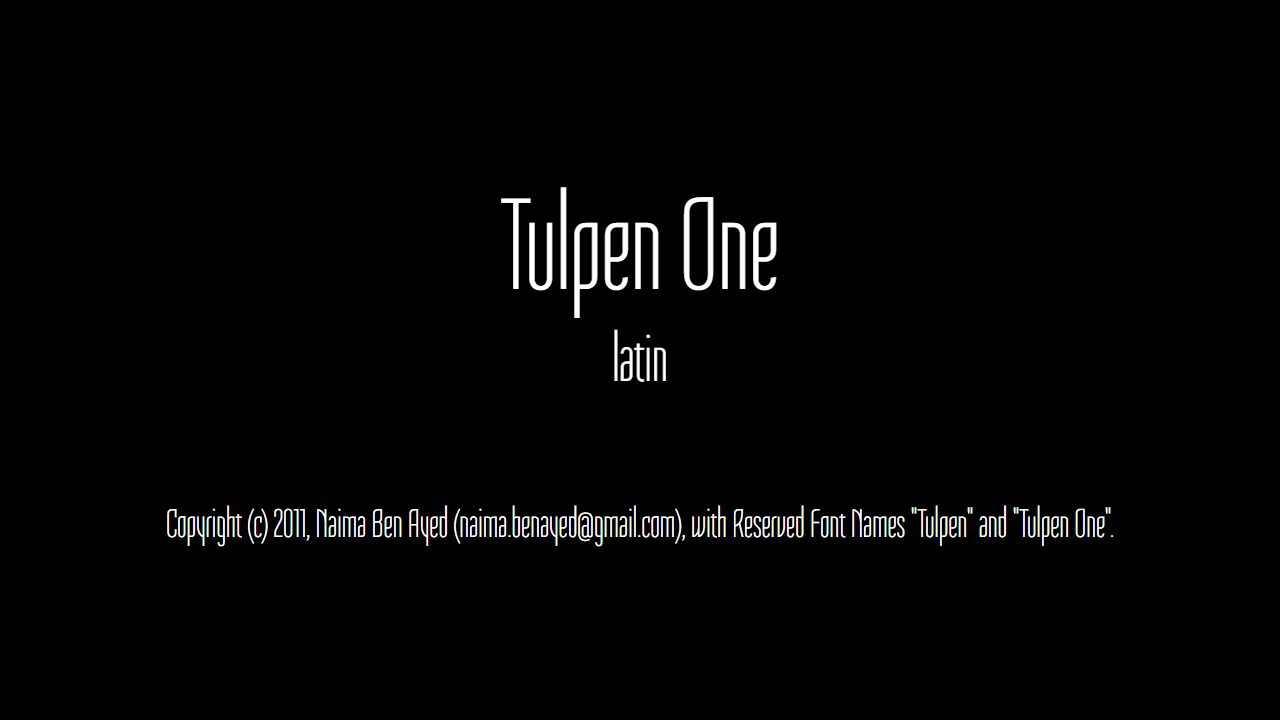 Tulpen One
latin
Copyright (c) 2011, Naima Ben Ayed (naima.benayed@gmail.com), with Reserved Font Names "Tulpen" and "Tulpen One".